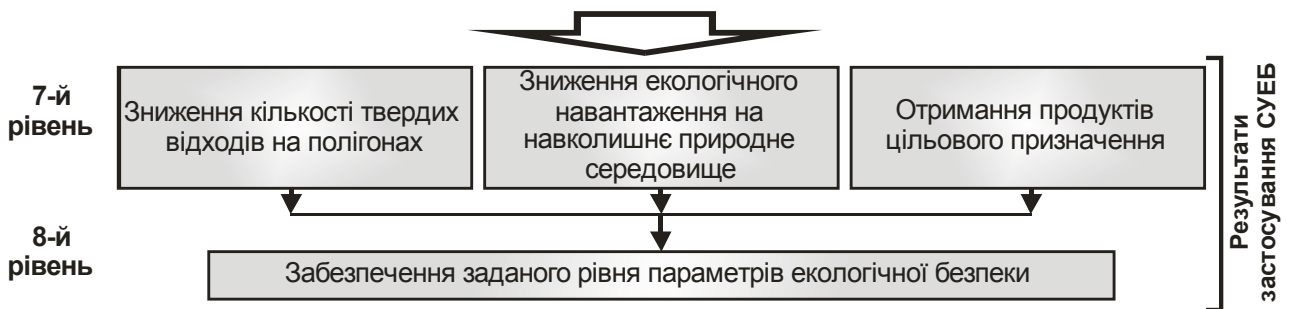 7-й
рівень
Зниження кількості твердих
відходів на полігонах
Зниження екологічного
навантаження на
навколишнє природне
середовище
Отримання продуктів
цільового призначення
8-й
рівень
Забезпечення заданого рівня параметрів екологічної безпеки
Результати
застосування СУЕБ